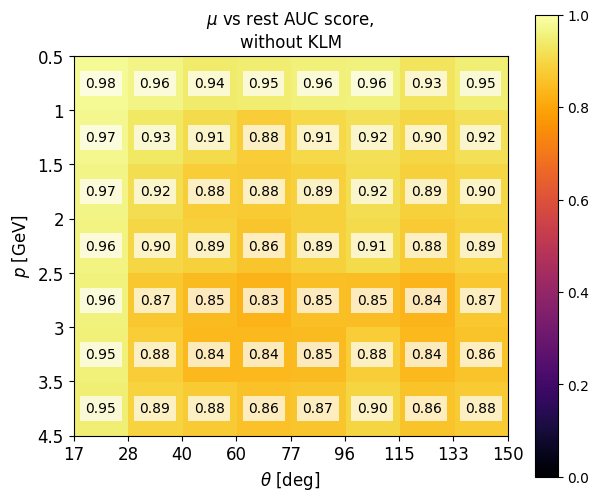 μ vs rest AUC score,
without KLM
0.5
1
1.5
2
2.5
3
3.5
4.5
p [GeV]
0.98 0.96 0.94 0.95 0.96 0.96 0.93 0.95
0.97 0.93 0.91 0.88 0.91 0.92 0.90 0.92
0.97 0.92 0.88 0.88 0.89 0.92 0.89 0.90
0.96 0.90 0.89 0.86 0.89 0.91 0.88 0.89
0.96 0.87 0.85 0.83 0.85 0.85 0.84 0.87
0.95 0.88 0.84 0.84 0.85 0.88 0.84 0.86
0.95 0.89 0.88 0.86 0.87 0.90 0.86 0.88
17 28 40 60 77 96 115 133 150
θ [deg]
1.0
0.8
0.6
0.4
0.2
0.0